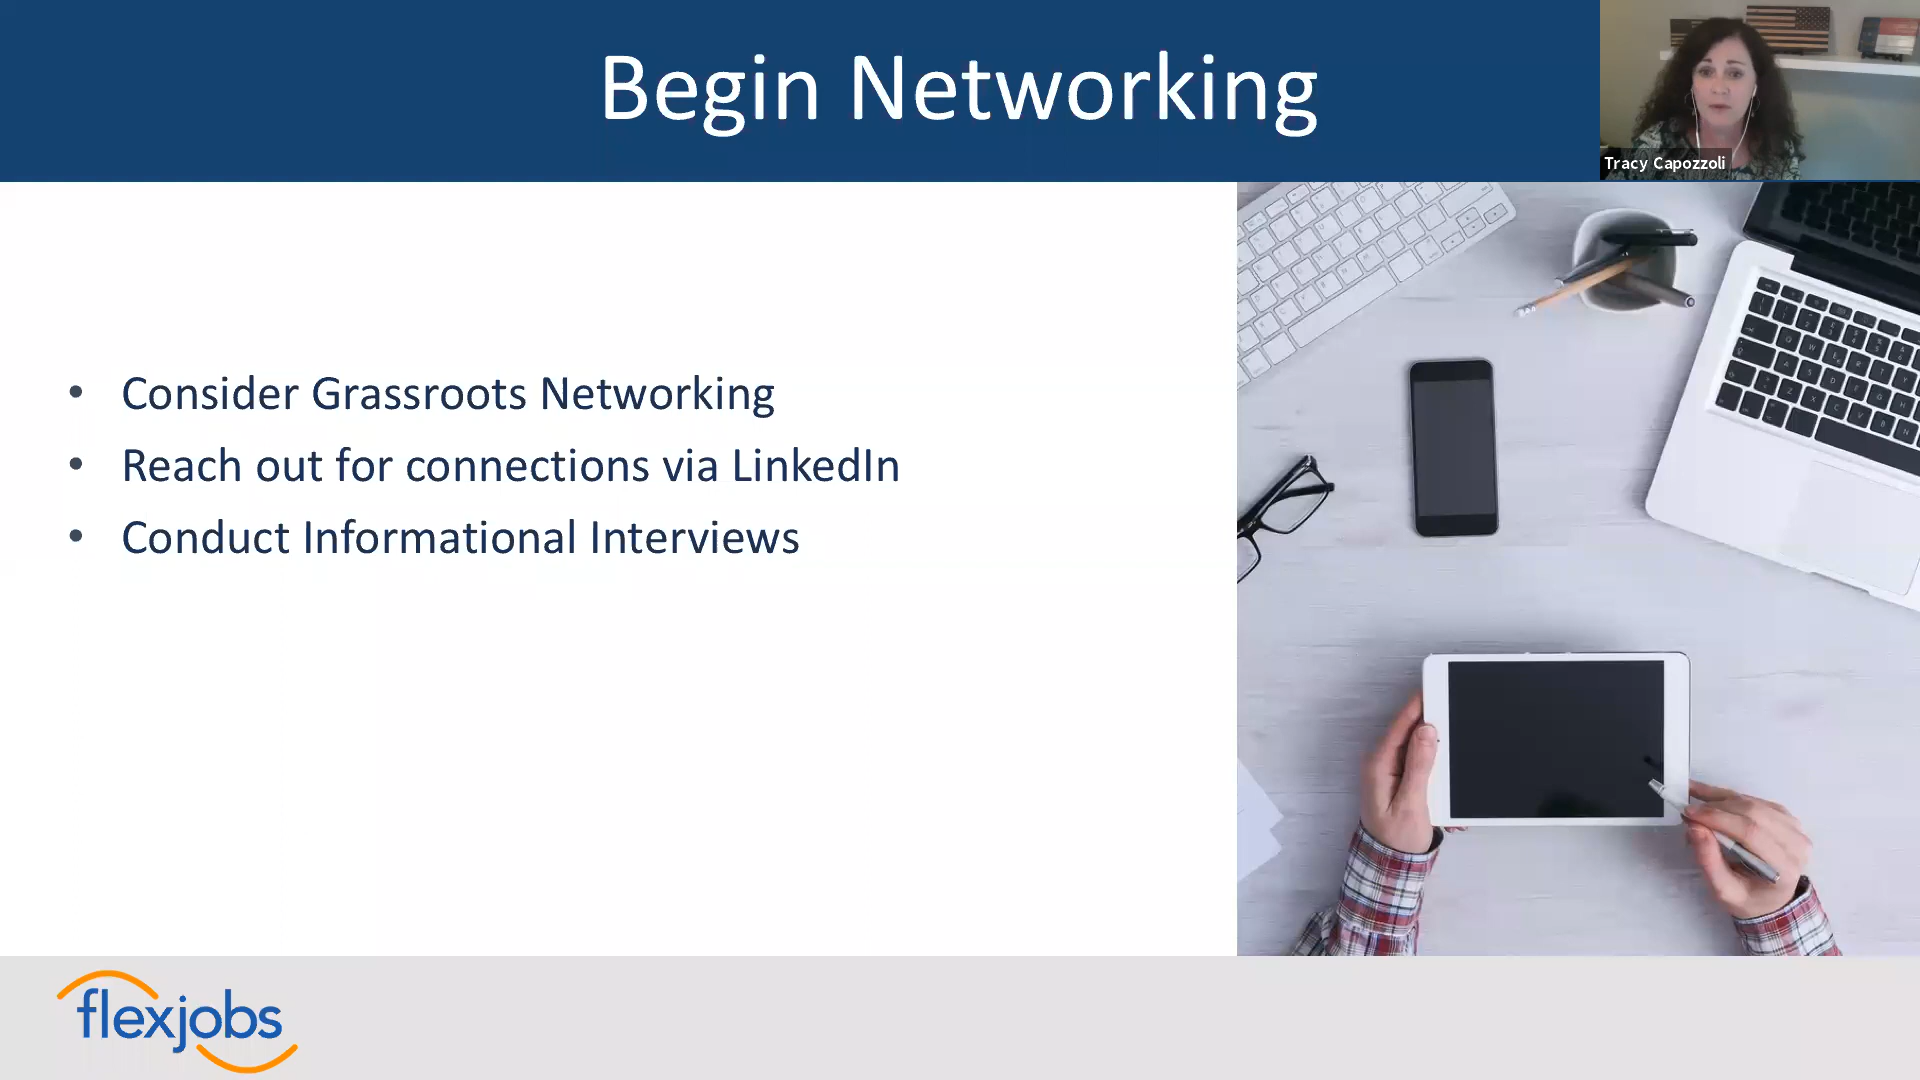 Begin Networking
Tracy Capozzoli
• Consider Grassroots Networking
• Reach out for connections via LinkedIn
• Conduct Informational Interviews
flexjobs